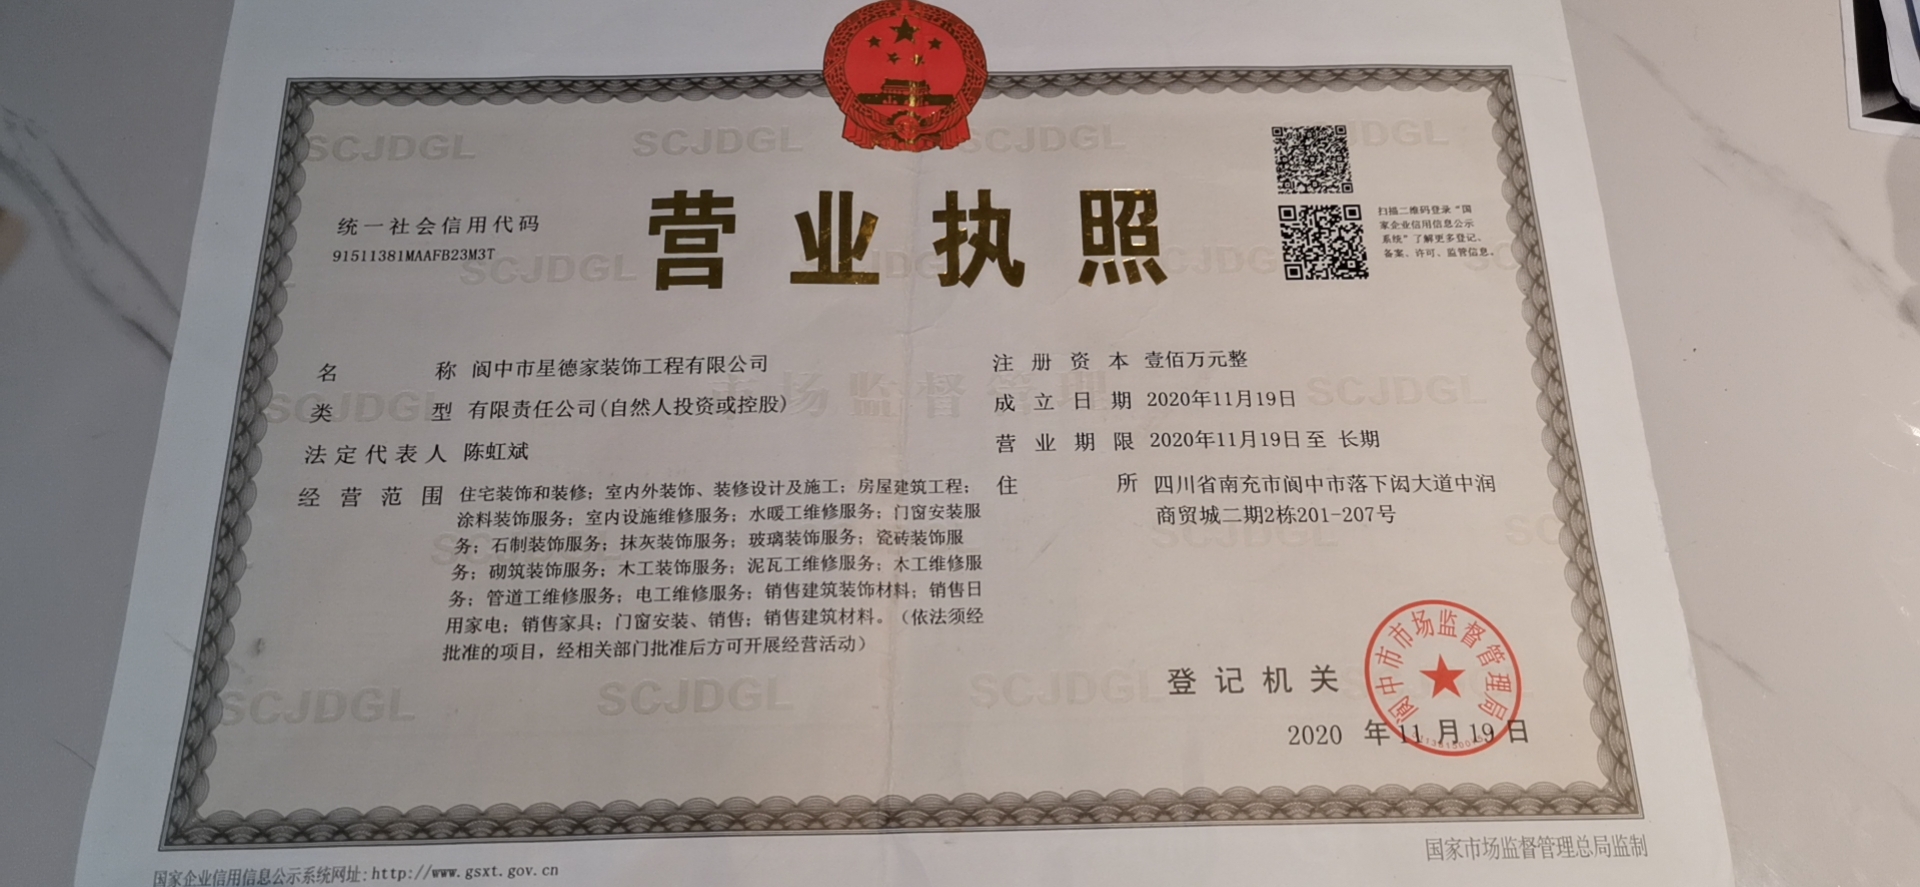 SCJDGL SCJDGL SCJDGL SCJDGL
营业执照
统一社会信用代码
91511381MAAFB23M3T
扫描二维码登录“国
家企业信用信息公示
系统”了解更多登记、
备案、许可、监管信息。
名称 阆中市星德家装饰工程有限公司
类型 有限责任公司(自然人投资或控股)
法定代表人 陈虹斌
经营范围 住宅装饰和装修；室内外装饰、装修设计及施工；房屋建筑工程；
涂料装饰服务；室内设施维修服务；水暖工维修服务；门窗安装服
务；石制装饰服务；抹灰装饰服务；玻璃装饰服务；瓷砖装饰服
务；砌筑装饰服务；木工装饰服务；泥瓦工维修服务；木工维修服
务；管道工维修服务；电工维修服务；销售建筑装饰材料；销售日
用家电；销售家具；门窗安装、销售；销售建筑材料。（依法须经
批准的项目，经相关部门批准后方可开展经营活动）
注册资本 壹佰万元整
成立日期 2020年11月19日
营业期限 2020年11月19日至 长期
住所 四川省南充市阆中市落下闳大道中润
商贸城二期2栋201-207号
市场监督管理
SCJDGL SCJDGL SCJDGL
登记机关
阆中市市场监督管理局
2020 年 11 月 19 日
国家企业信用信息公示系统网址:http://www.gsxt.gov.cn
国家市场监督管理总局监制